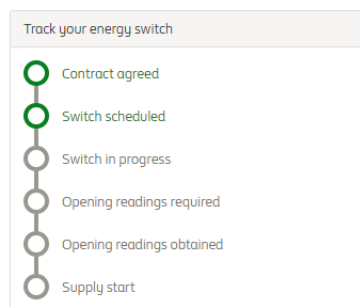 Track your energy switch
Contract agreed
Switch scheduled
Switch in progress
Opening readings required
Opening readings obtained
Supply start